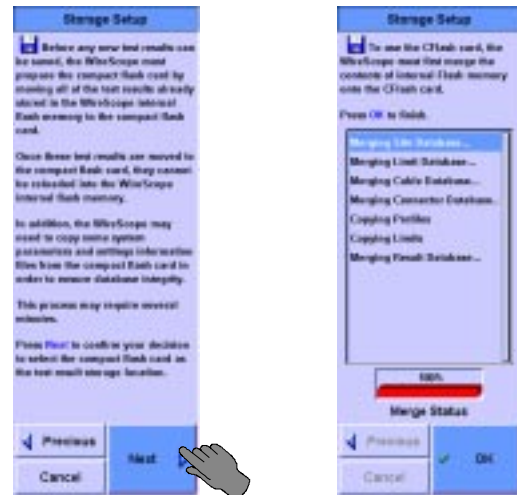 Storage Setup
Before any new test results can
be saved, the WireScope must
prepare the compact flash card by
moving all of the test results already
stored in the WireScope internal
flash memory to the compact flash
card.
Once these test results are moved to
the compact flash card, they cannot
be reloaded into the WireScope
internal flash memory.
In addition, the WireScope may
need to copy some system
parameters and settings information
files from the compact flash card in
order to ensure database integrity.
This process may require several
minutes.
Press Next to confirm your decision
to select the compact flash card as
the test result storage location.
Previous
Next
Cancel
Storage Setup
To use the CFlash card, the
WireScope must first merge the
contents of internal Flash memory
onto the CFlash card.
Press OK to finish.
Merging Site Database...
Merging Limit Database...
Merging Cable Database...
Merging Connector Database...
Copying Profiles
Copying Limits
Merging Result Database...
100%
Merge Status
Previous
OK
Cancel